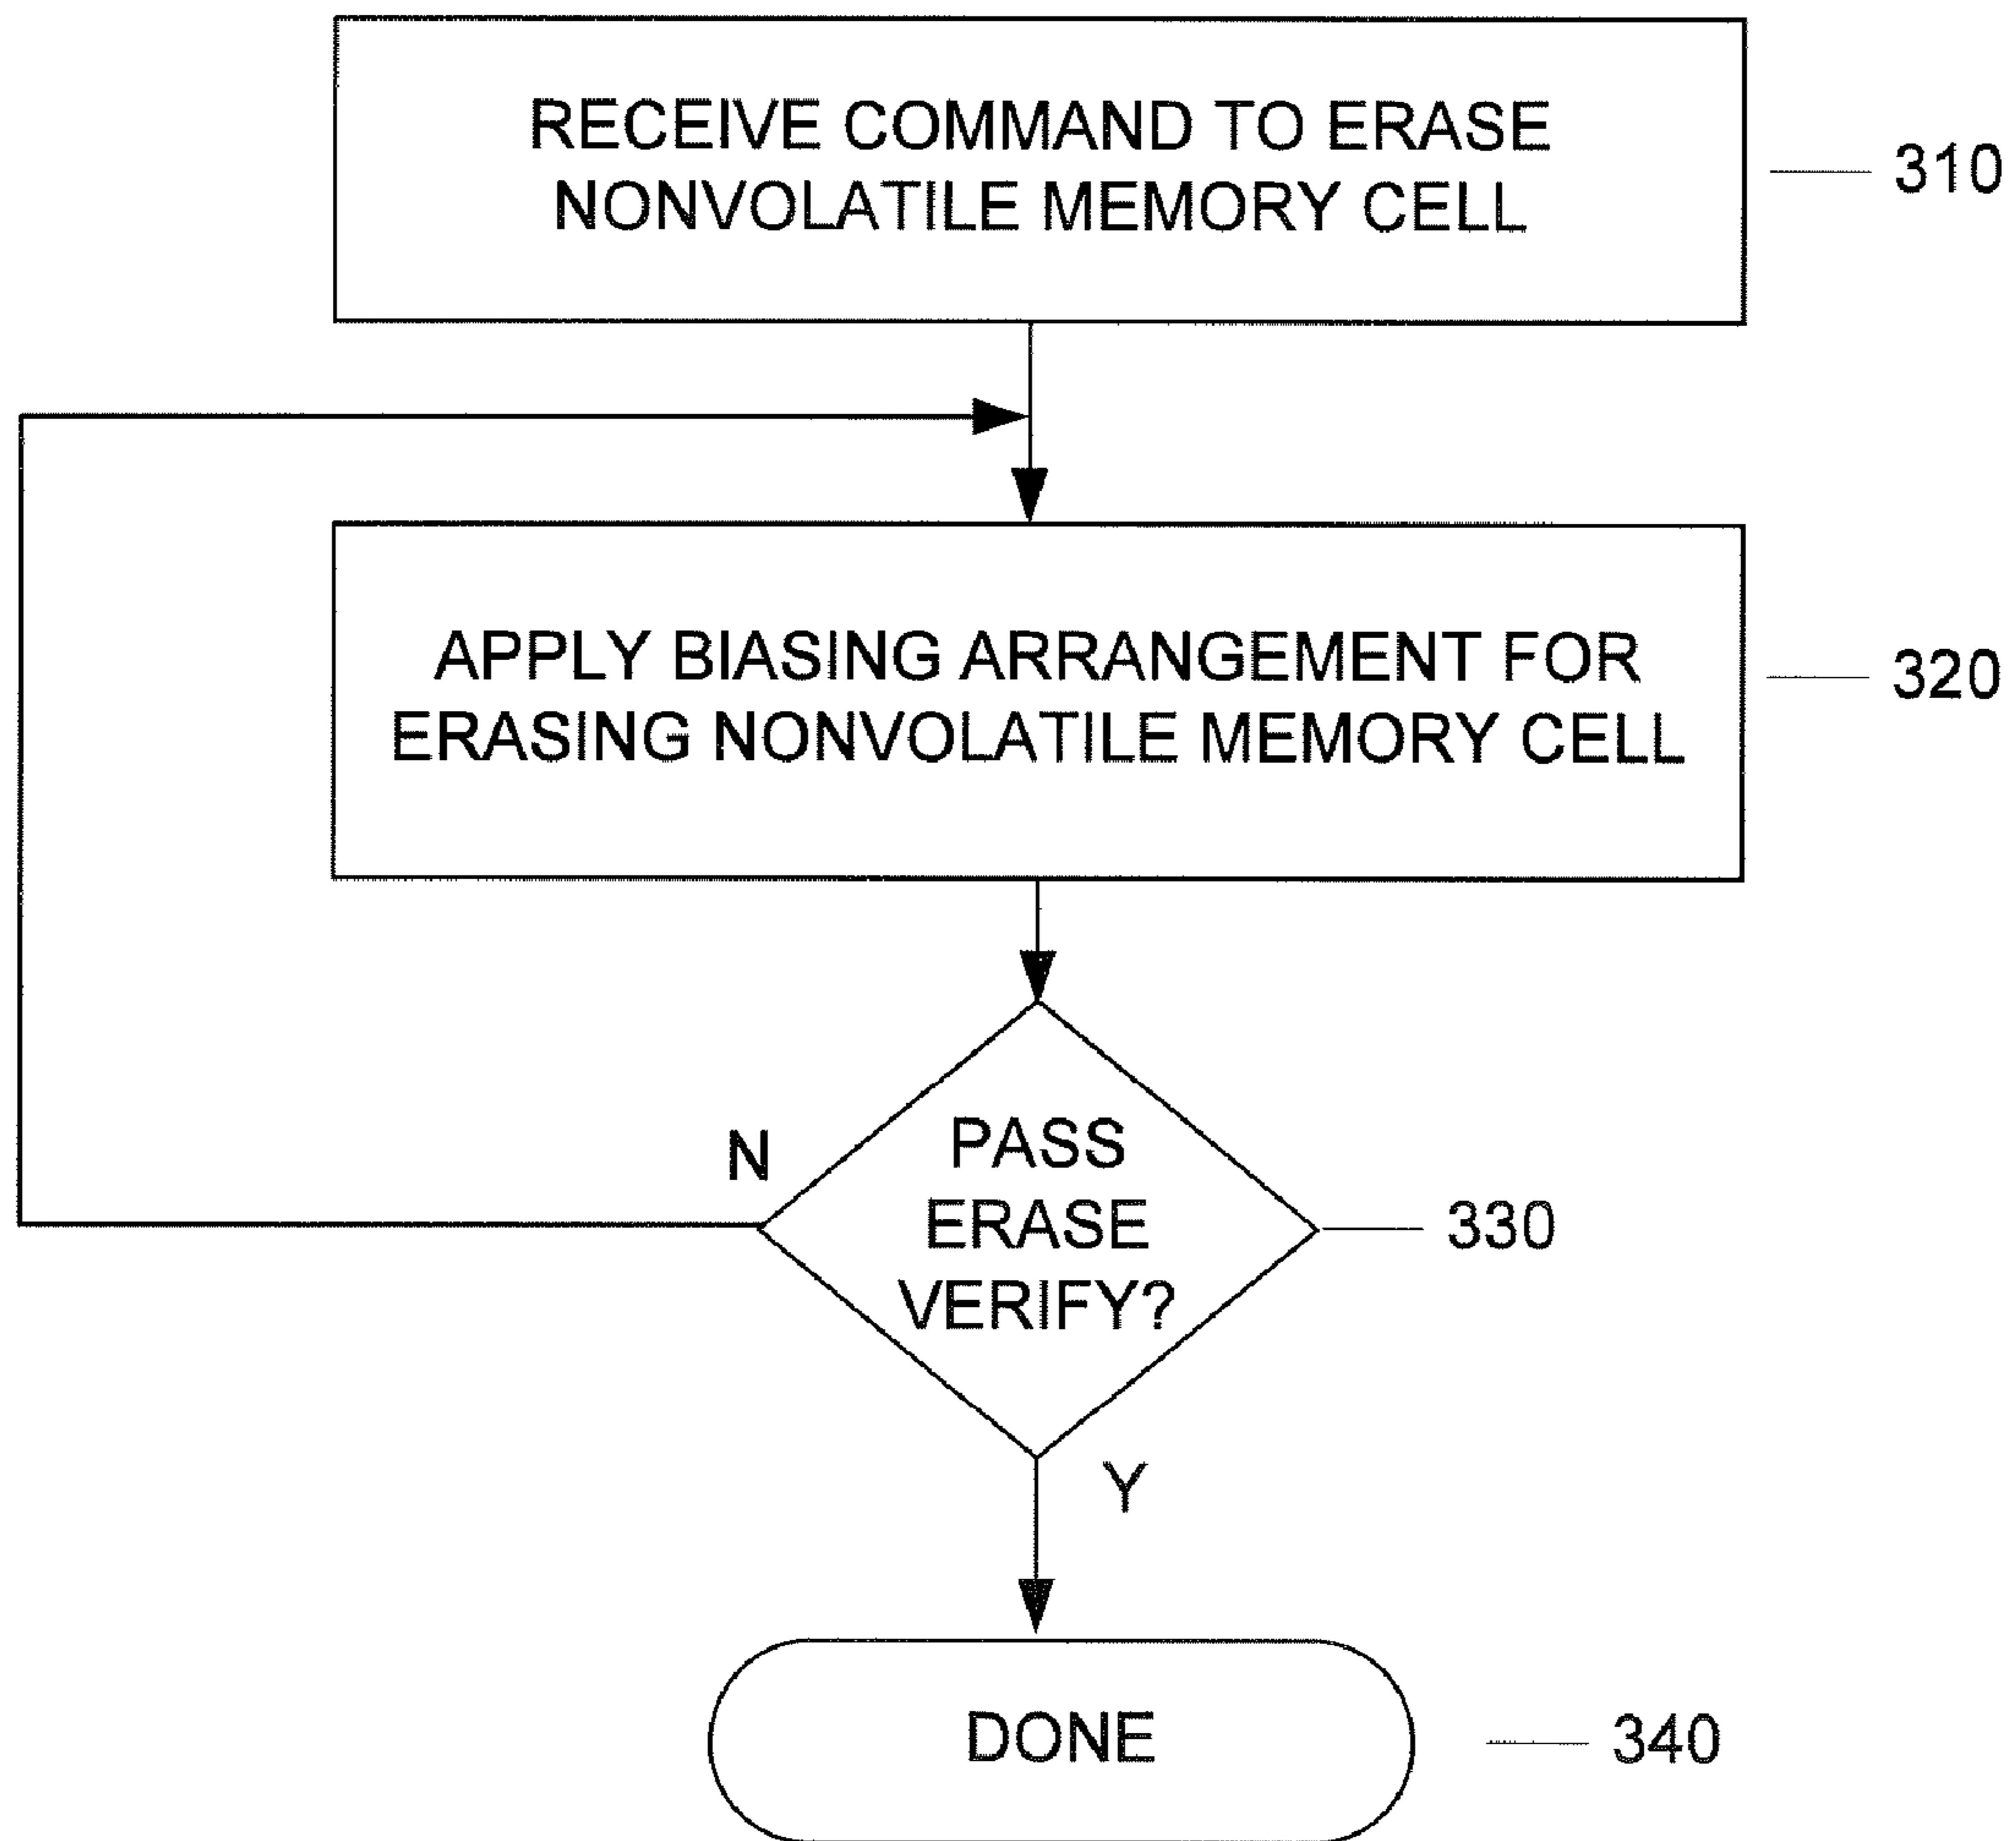 RECEIVE COMMAND TO ERASE
NONVOLATILE MEMORY CELL
310
APPLY BIASING ARRANGEMENT FOR
ERASING NONVOLATILE MEMORY CELL
320
N
PASS
ERASE
VERIFY?
330
Y
DONE
340